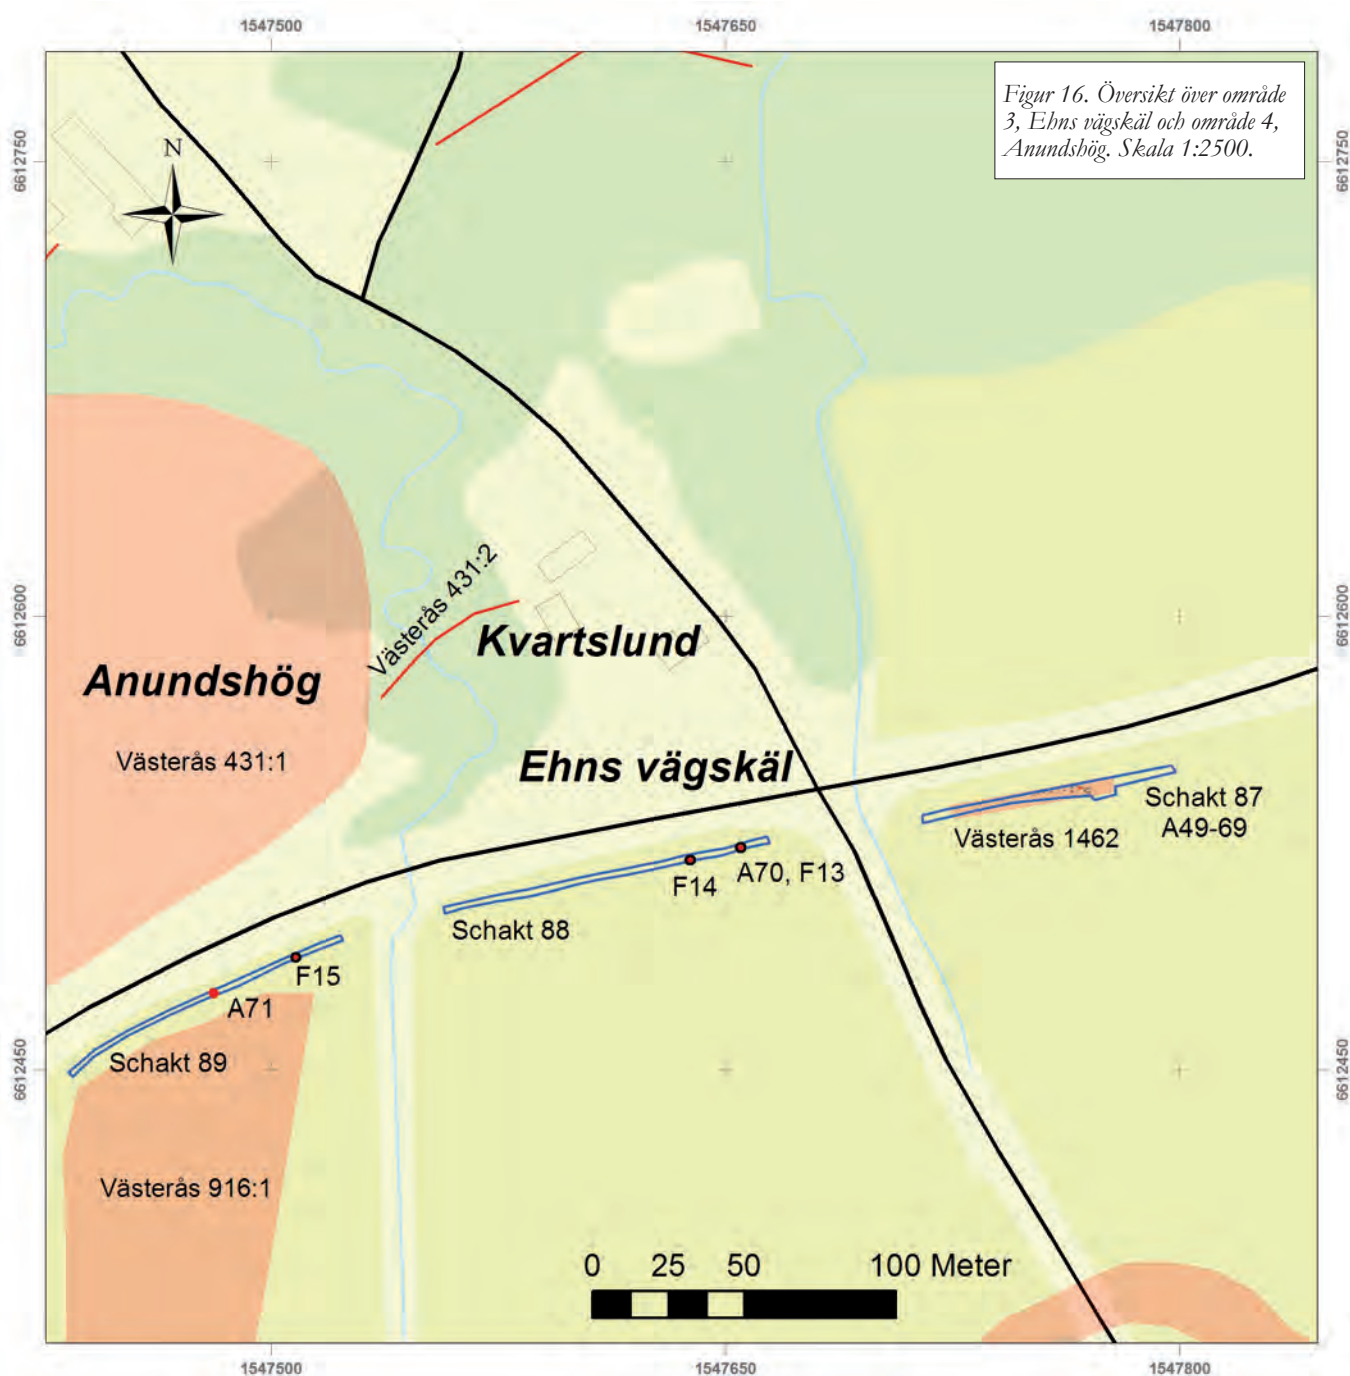 1547500 1547650 1547800
Figur 16. Översikt över område
3, Ehns vägskäl och område 4,
Anundshög. Skala 1:2500.
N
6612750 6612750
Västerås 431:2
6612600 6612600
Kvartslund
Anundshög
Västerås 431:1
Ehns vägskäl
Schakt 87
A49-69
Västerås 1462
A70, F13
F14
Schakt 88
F15
A71
Schakt 89
6612450 6612450
Västerås 916:1
0 25 50 100 Meter
1547500 1547650 1547800